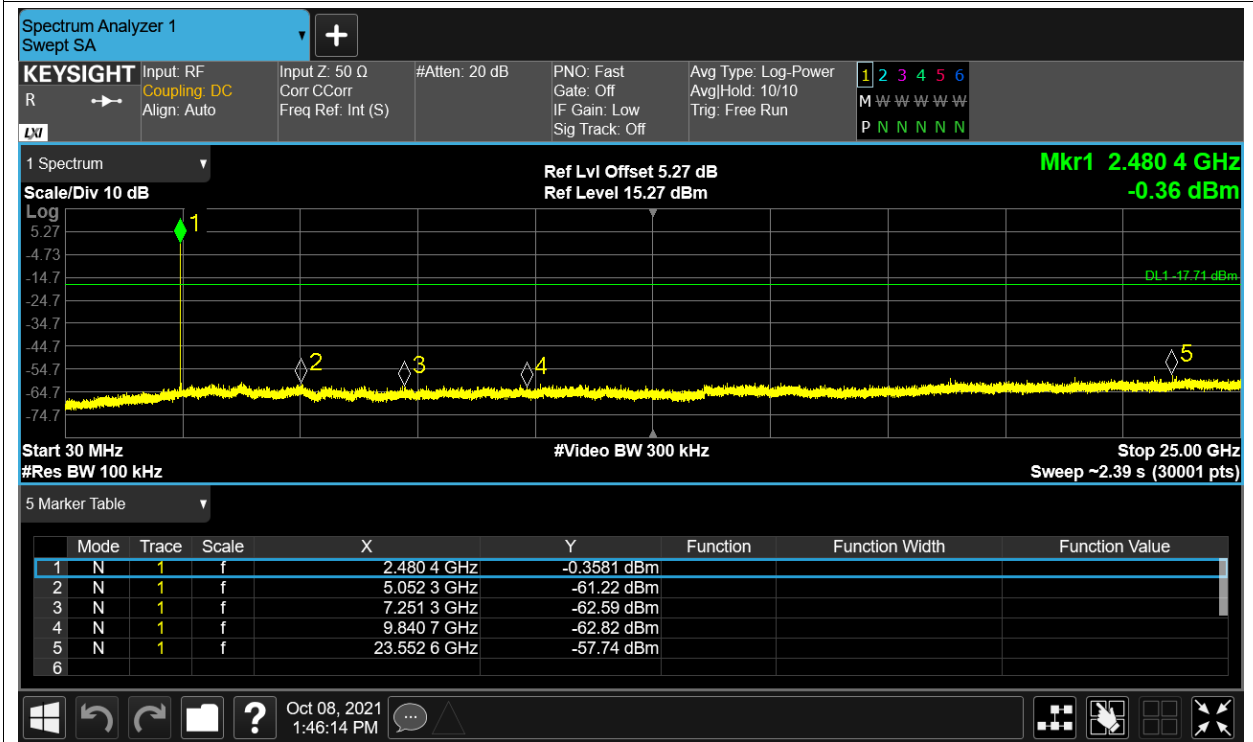 Spectrum Analyzer 1
Swept SA
KEYSIGHT Input: RF Input Z: 50 Ω #Atten: 20 dB PNO: Fast Avg Type: Log-Power 1 2 3 4 5 6
R Coupling: DC Corr CCorr Gate: Off Avg|Hold: 10/10 M W W W W W
Align: Auto Freq Ref: Int (S) IF Gain: Low Trig: Free Run
LXI Sig Track: Off P N N N N N
1 Spectrum Ref Lvl Offset 5.27 dB Mkr1 2.480 4 GHz
Scale/Div 10 dB Ref Level 15.27 dBm -0.36 dBm
Log
5.27
-4.73
-14.7
-24.7
-34.7
-44.7
-54.7
-64.7
-74.7
1
DL1 -17.71 dBm
2
3
4
5
Start 30 MHz #Video BW 300 kHz Stop 25.00 GHz
#Res BW 100 kHz Sweep ~2.39 s (30001 pts)
5 Marker Table
Mode Trace Scale X Y Function Function Width Function Value
1 N 1 f 2.480 4 GHz -0.3581 dBm
2 N 1 f 5.052 3 GHz -61.22 dBm
3 N 1 f 7.251 3 GHz -62.59 dBm
4 N 1 f 9.840 7 GHz -62.82 dBm
5 N 1 f 23.552 6 GHz -57.74 dBm
6
? Oct 08, 2021
1:46:14 PM